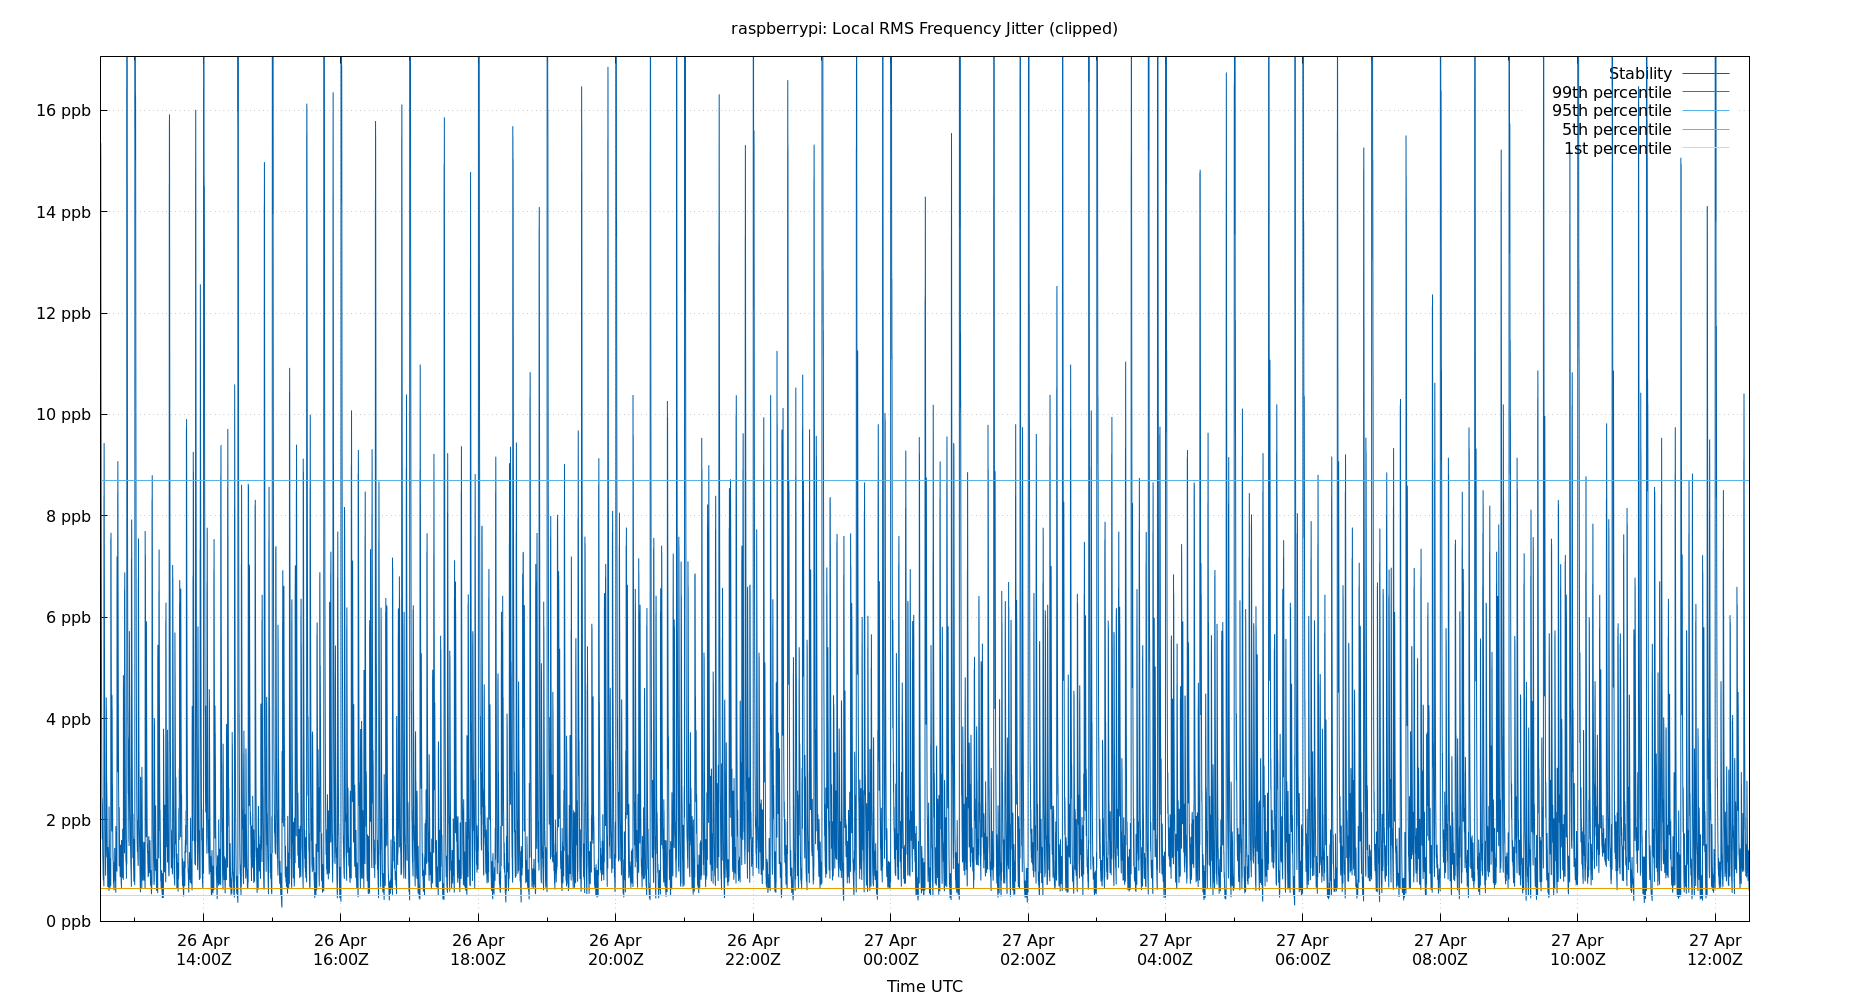 raspberrypi: Local RMS Frequency Jitter (clipped)
Stability
99th percentile
95th percentile
5th percentile
1st percentile
16 ppb
14 ppb
12 ppb
10 ppb
8 ppb
6 ppb
4 ppb
2 ppb
0 ppb
26 Apr
14:00Z
26 Apr
16:00Z
26 Apr
18:00Z
26 Apr
20:00Z
26 Apr
22:00Z
27 Apr
00:00Z
27 Apr
02:00Z
27 Apr
04:00Z
27 Apr
06:00Z
27 Apr
08:00Z
27 Apr
10:00Z
27 Apr
12:00Z
Time UTC